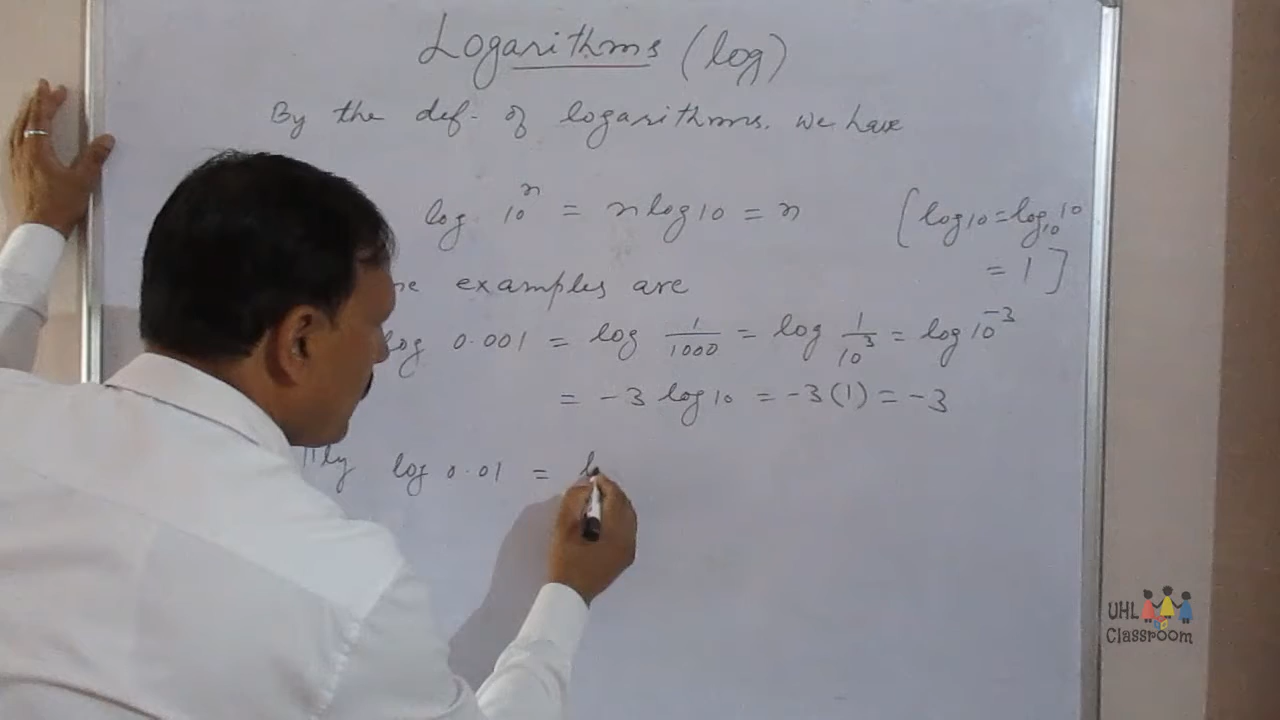 Logarithms (log)
By the def. of logarithms. we have
log 10^n = n log 10 = n [log 10 = log₁₀ 10
= 1]
examples are
log 0.001 = log 1/1000 = log 1/10³ = log 10⁻³
= -3 log 10 = -3(1) = -3
|||ly log 0.01 =
UHL
Classroom